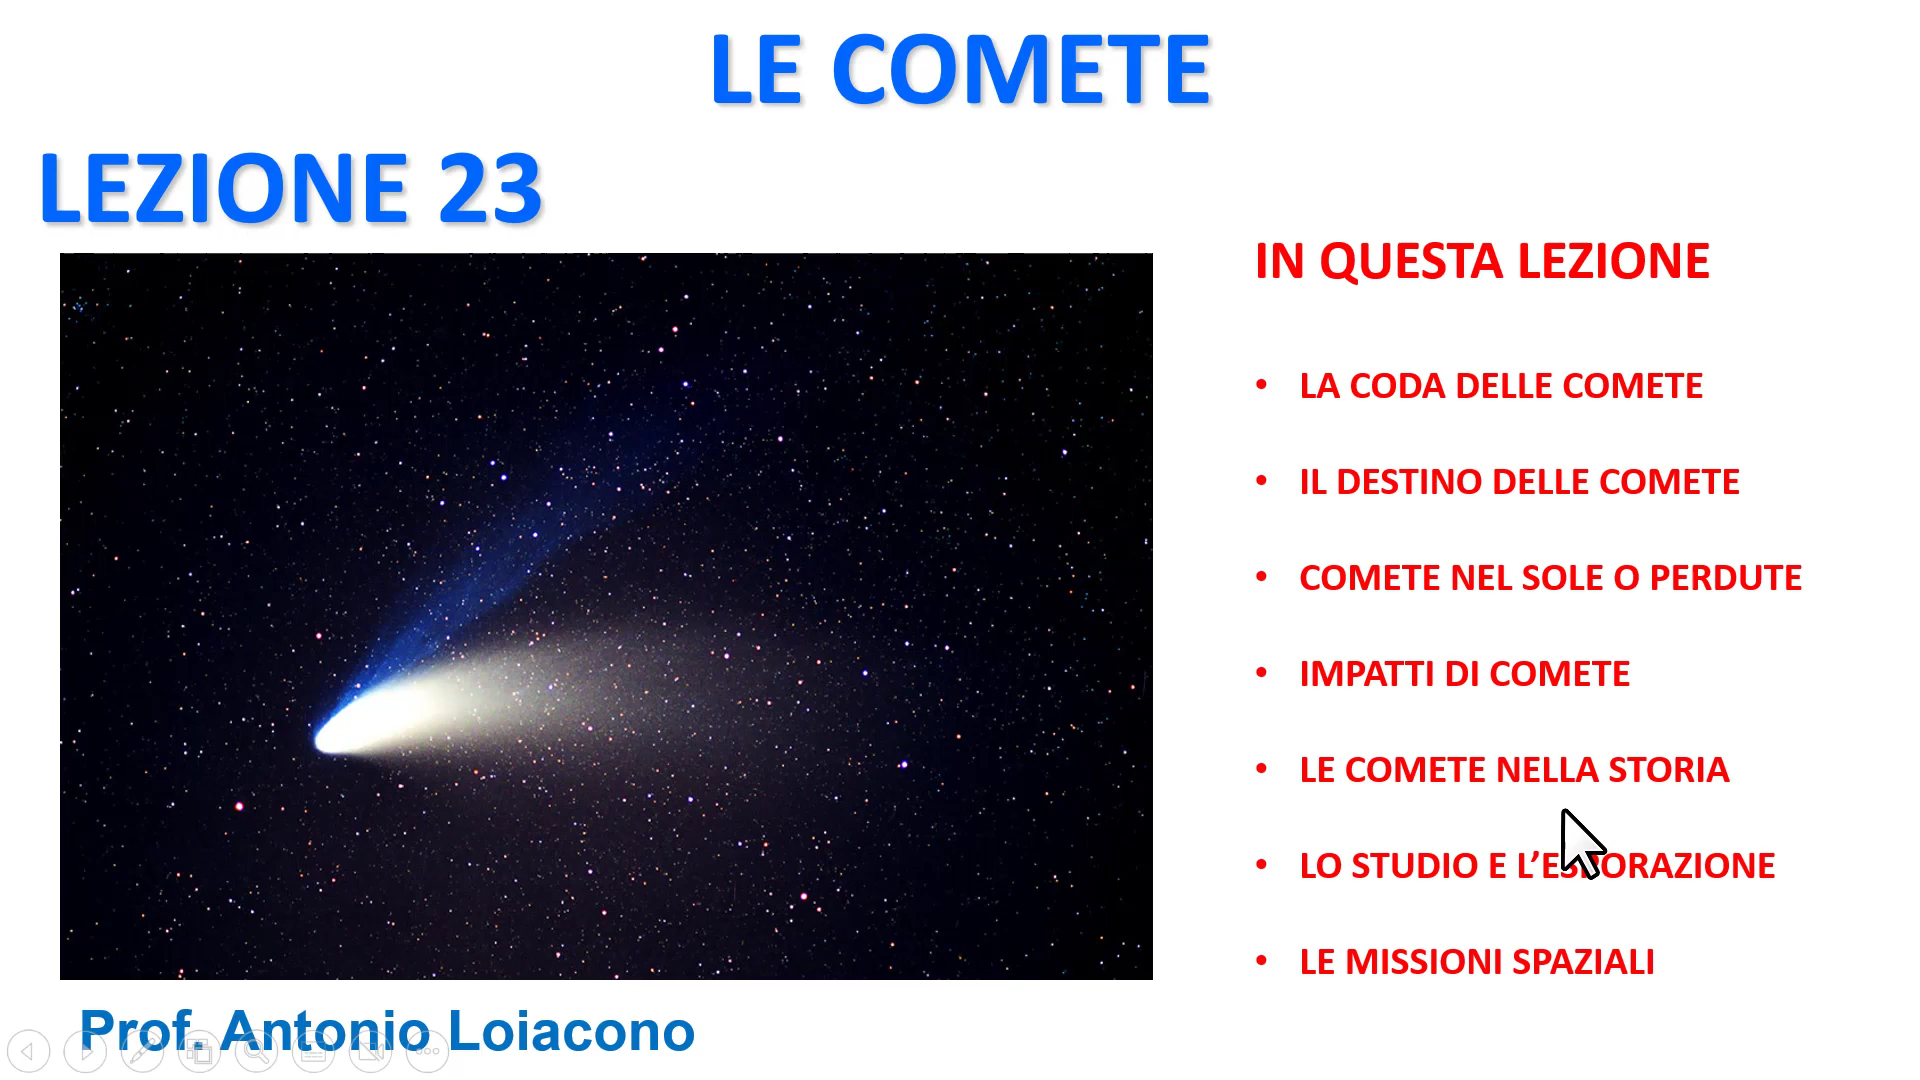 LE COMETE
LEZIONE 23
IN QUESTA LEZIONE
• LA CODA DELLE COMETE
• IL DESTINO DELLE COMETE
• COMETE NEL SOLE O PERDUTE
• IMPATTI DI COMETE
• LE COMETE NELLA STORIA
• LO STUDIO E
• LE MISSIONI SPAZIALI
Prof. Antonio Loiacono